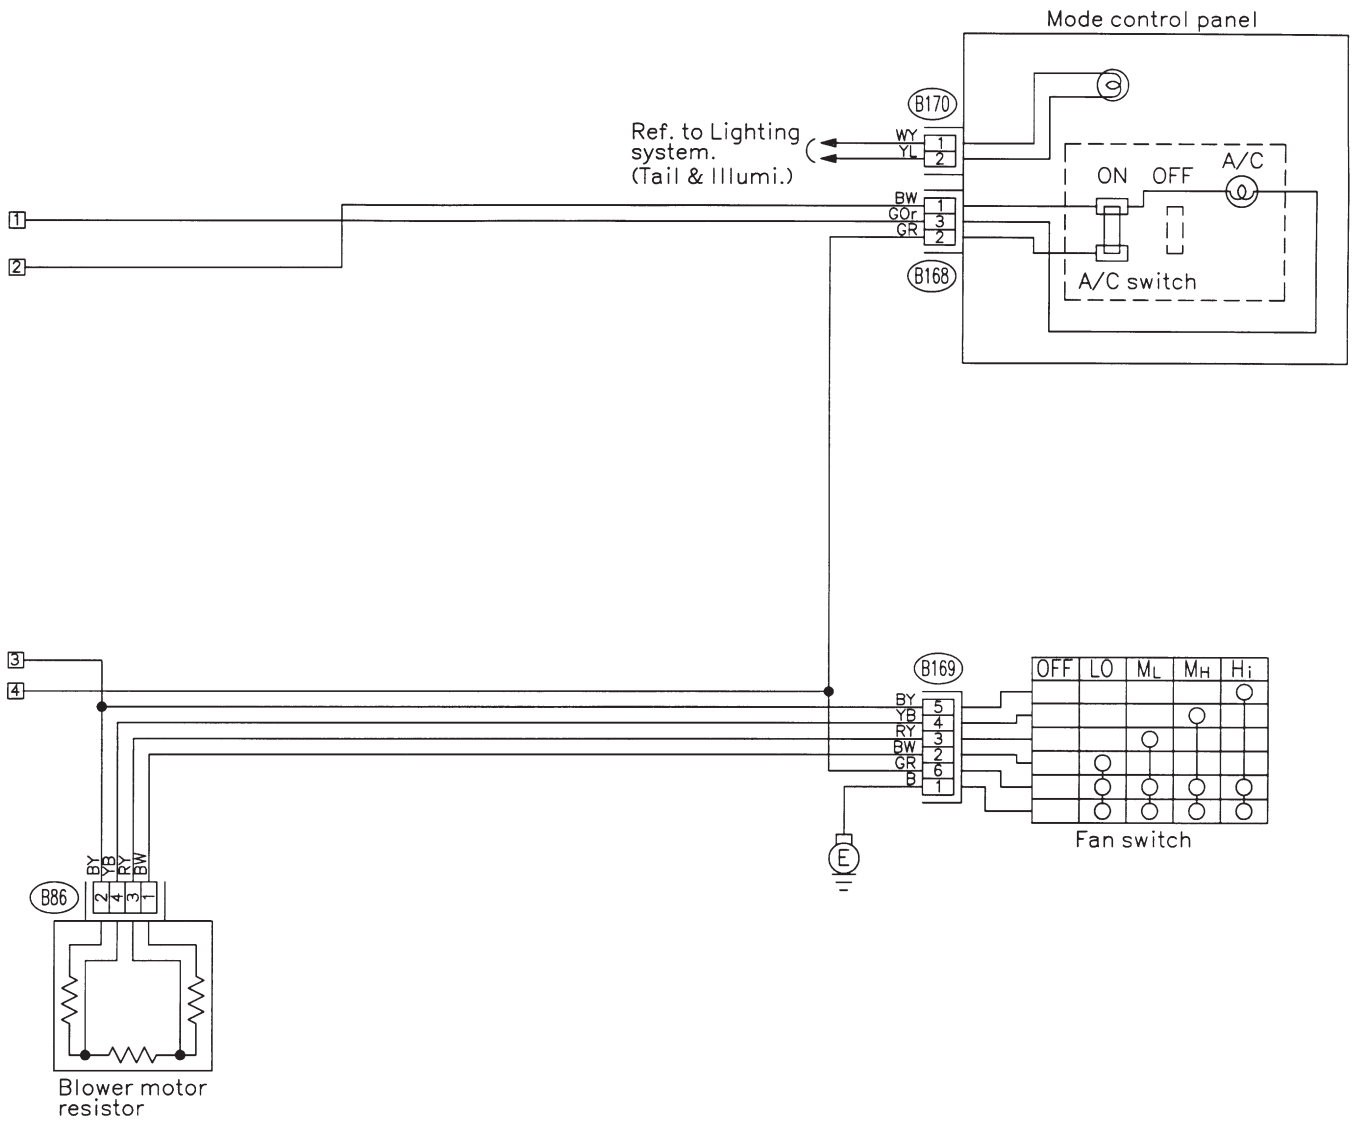 Mode control panel
B170
Ref. to Lighting
system.
(Tail & Illumi.)
WY 1
YL 2
A/C
ON OFF
1
BW 1
GOr 3
GR 2
2
B168
A/C switch
3
4
B169
OFF LO ML MH Hi
BY 5
YB 4
RY 3
BW 2
GR 6
B 1
Fan switch
E
BY YB RY BW
B86
2 4 3 1
Blower motor
resistor